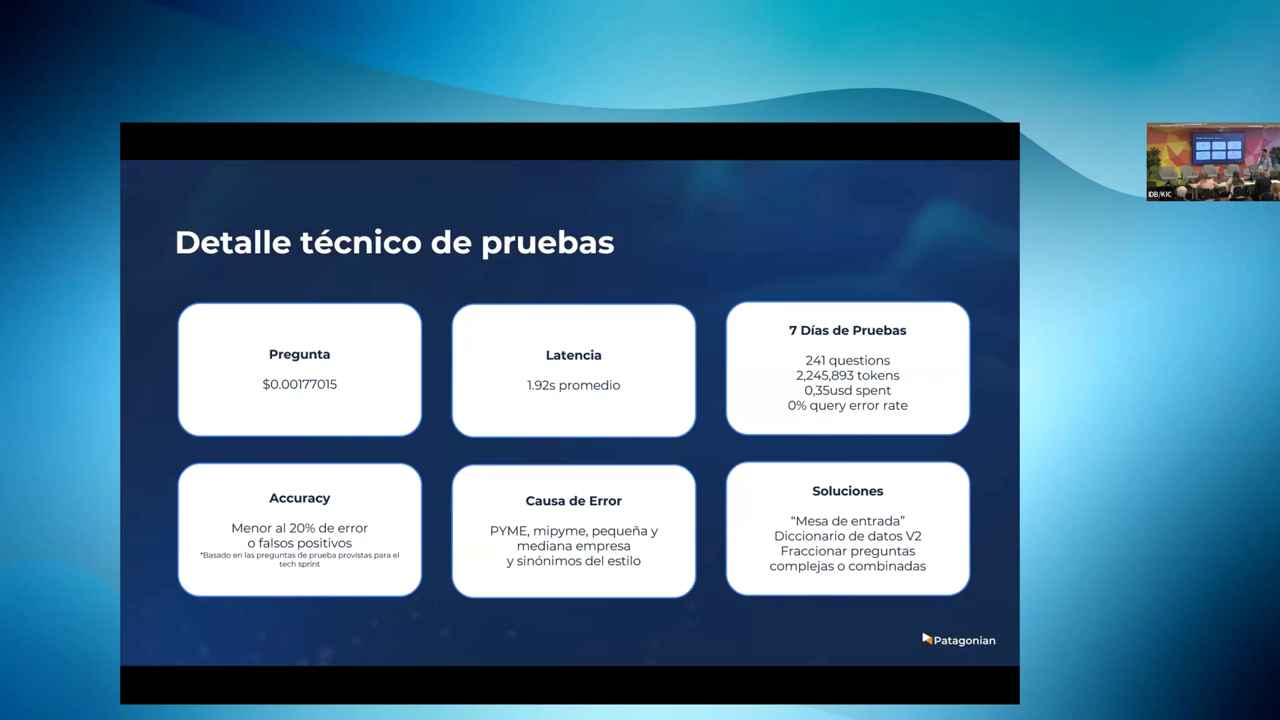 Detalle técnico de pruebas
Pregunta
$0.00177015
Latencia
1.92s promedio
7 Días de Pruebas
241 questions
2,245,893 tokens
0,35usd spent
0% query error rate
Accuracy
Menor al 20% de error
o falsos positivos
*Basado en las preguntas de prueba provistas para el
tech sprint
Causa de Error
PYME, mipyme, pequeña y
mediana empresa
y sinónimos del estilo
Soluciones
“Mesa de entrada”
Diccionario de datos V2
Fraccionar preguntas
complejas o combinadas
Patagonian
IDB/KIC